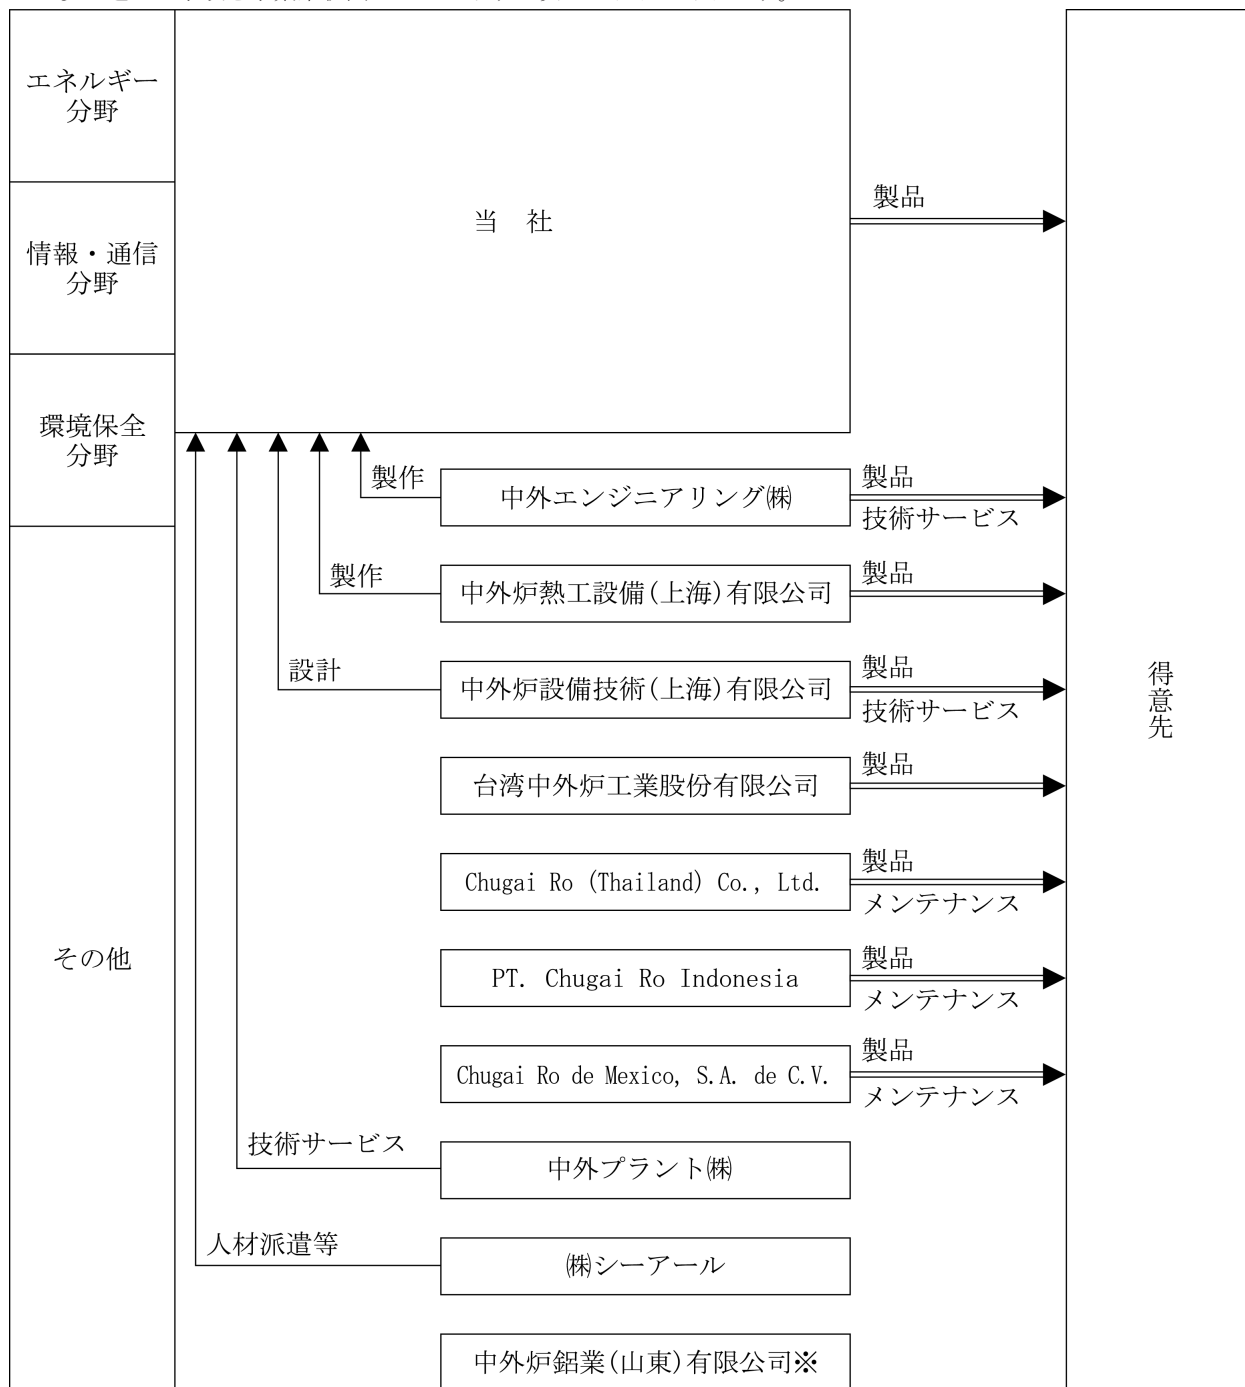 エネルギー
分野
情報・通信
分野
環境保全
分野
その他
当 社
製品
製作
中外エンジニアリング㈱
製品
技術サービス
製作
中外炉熱工設備(上海)有限公司
製品
設計
中外炉設備技術(上海)有限公司
製品
技術サービス
台湾中外炉工業股份有限公司
製品
Chugai Ro (Thailand) Co., Ltd.
製品
メンテナンス
PT. Chugai Ro Indonesia
製品
メンテナンス
Chugai Ro de Mexico, S.A. de C.V.
製品
メンテナンス
技術サービス
中外プラント㈱
人材派遣等
㈱シーアール
中外炉鋁業(山東)有限公司※
得意先